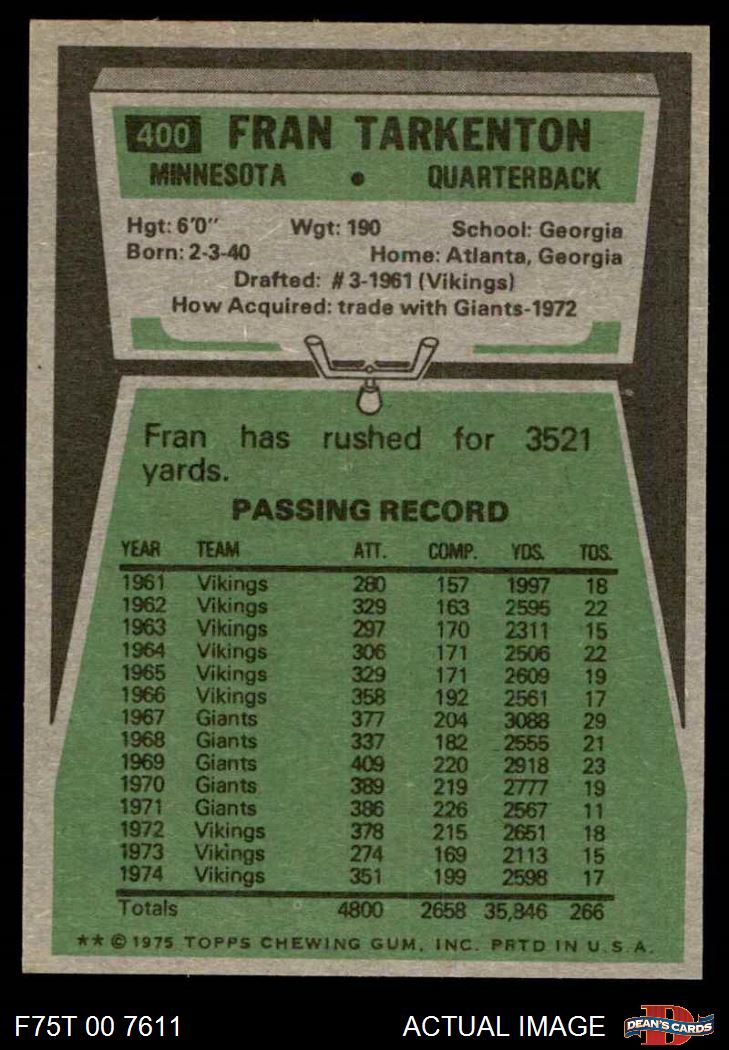 400 FRAN TARKENTON
MINNESOTA • QUARTERBACK
Hgt: 6'0" Wgt: 190 School: Georgia
Born: 2-3-40 Home: Atlanta, Georgia
Drafted: #3-1961 (Vikings)
How Acquired: trade with Giants-1972
Fran has rushed for 3521
yards.
PASSING RECORD
YEAR TEAM ATT. COMP. YDS. TDS.
1961 Vikings 280 157 1997 18
1962 Vikings 329 163 2595 22
1963 Vikings 297 170 2311 15
1964 Vikings 306 171 2506 22
1965 Vikings 329 171 2609 19
1966 Vikings 358 192 2561 17
1967 Giants 377 204 3088 29
1968 Giants 337 182 2555 21
1969 Giants 409 220 2918 23
1970 Giants 389 219 2777 19
1971 Giants 386 226 2567 11
1972 Vikings 378 215 2651 18
1973 Vikings 274 169 2113 15
1974 Vikings 351 199 2598 17
Totals 4800 2658 35,846 266
** © 1975 TOPPS CHEWING GUM, INC. PRTD IN U.S.A.
F75T 00 7611 ACTUAL IMAGE D DEAN'S CARDS